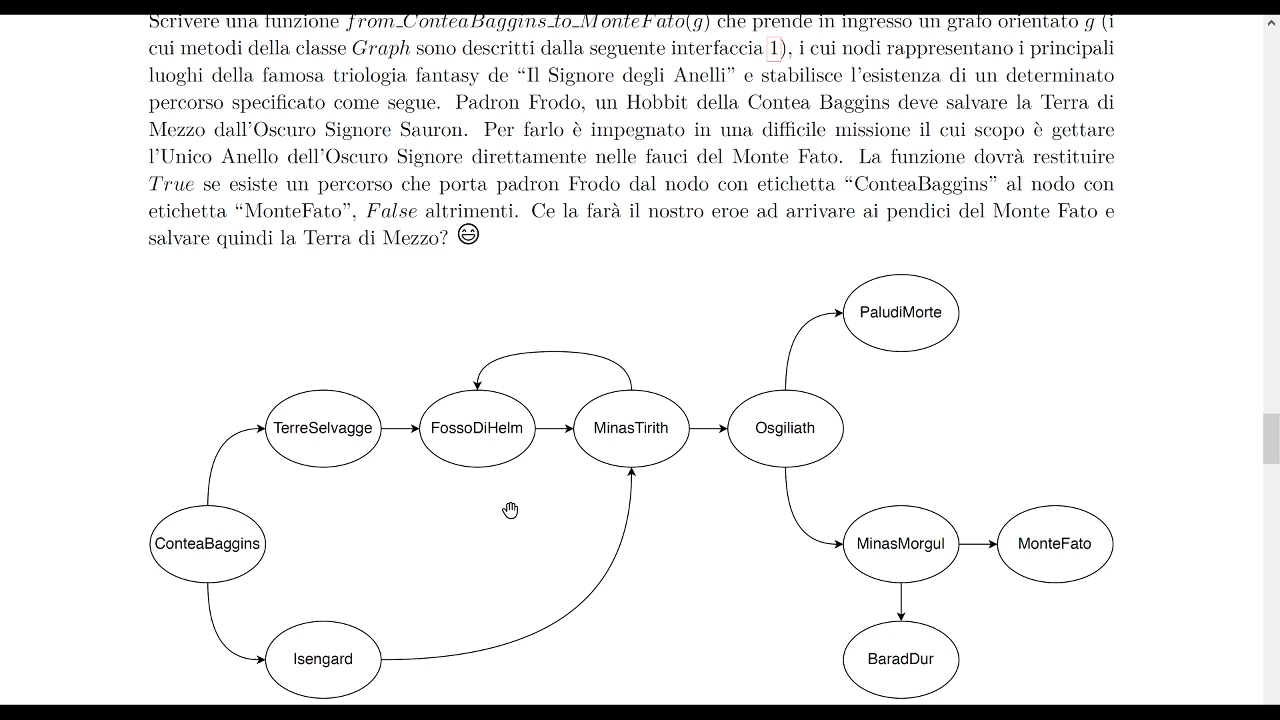 Scrivere una funzione from_ConteaBaggins_to_MonteFato(g) che prende in ingresso un grafo orientato g (i
cui metodi della classe Graph sono descritti dalla seguente interfaccia 1), i cui nodi rappresentano i principali
luoghi della famosa triologia fantasy de “Il Signore degli Anelli” e stabilisce l’esistenza di un determinato
percorso specificato come segue. Padron Frodo, un Hobbit della Contea Baggins deve salvare la Terra di
Mezzo dall’Oscuro Signore Sauron. Per farlo è impegnato in una difficile missione il cui scopo è gettare
l’Unico Anello dell’Oscuro Signore direttamente nelle fauci del Monte Fato. La funzione dovrà restituire
True se esiste un percorso che porta padron Frodo dal nodo con etichetta “ConteaBaggins” al nodo con
etichetta “MonteFato”, False altrimenti. Ce la farà il nostro eroe ad arrivare ai pendici del Monte Fato e
salvare quindi la Terra di Mezzo? 😄
PaludiMorte
TerreSelvagge
FossoDiHelm
MinasTirith
Osgiliath
ConteaBaggins
MinasMorgul
MonteFato
Isengard
BaradDur